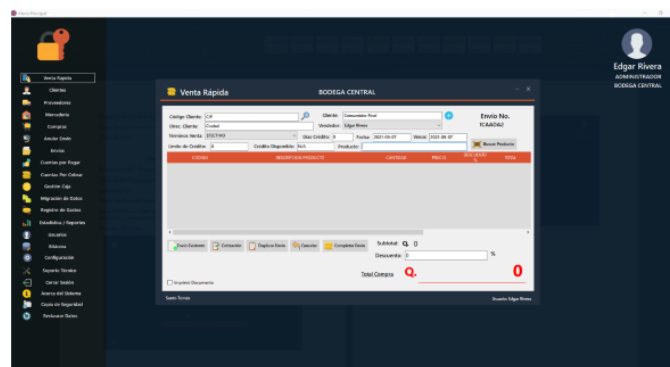 Menú Principal
Edgar Rivera
ADMINISTRADOR
BODEGA CENTRAL
Venta Rápida
Clientes
Proveedores
Mercadería
Compras
Anular Envío
Envíos
Cuentas por Pagar
Cuentas Por Cobrar
Gestión Caja
Migración de Datos
Registro de Gastos
Estadística / Reportes
Usuarios
Bitácora
Configuración
Soporte Técnico
Cerrar Sesión
Acerca del Sistema
Copia de Seguridad
Restaurar Datos
Venta Rápida
BODEGA CENTRAL
Código Cliente: C/F
Cliente: Consumidor Final
Envío No.
Direc. Cliente: Ciudad
Vendedor: Edgar Rivera
1CAADA2
Términos Venta EFECTIVO
Días Crédito: 0
Fecha: 2021-09-07
Vence: 2021-09-07
Límite de Crédito: 0
Crédito Disponible: N/A
Producto:
Buscar Producto
CODIGO
DESCRIPCION PRODUCTO
CANTIDAD
PRECIO
DESCUENTO %
TOTAL
Envío Existente
Cotización
Duplicar Envío
Cancelar
Completar Envío
Subtotal: Q. 0
Descuento: 0 %
Total Compra Q. 0
Imprimir Documento
Usuario: Edgar Rivera